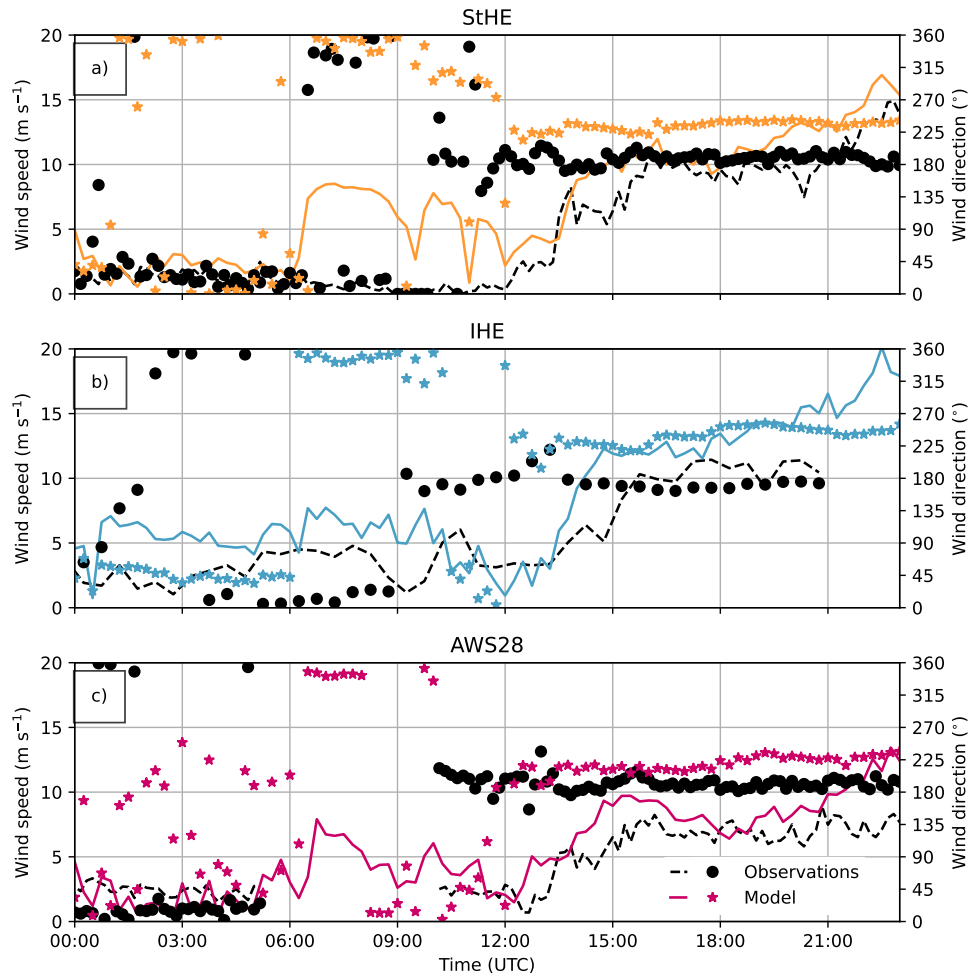 StHE
a)
20
15
10
5
0
Wind speed (m s⁻¹)
360
315
270
225
180
135
90
45
0
Wind direction (°)
IHE
b)
20
15
10
5
0
Wind speed (m s⁻¹)
360
315
270
225
180
135
90
45
0
Wind direction (°)
AWS28
c)
20
15
10
5
0
Wind speed (m s⁻¹)
360
315
270
225
180
135
90
45
0
Wind direction (°)
Observations
Model
00:00 03:00 06:00 09:00 12:00 15:00 18:00 21:00
Time (UTC)